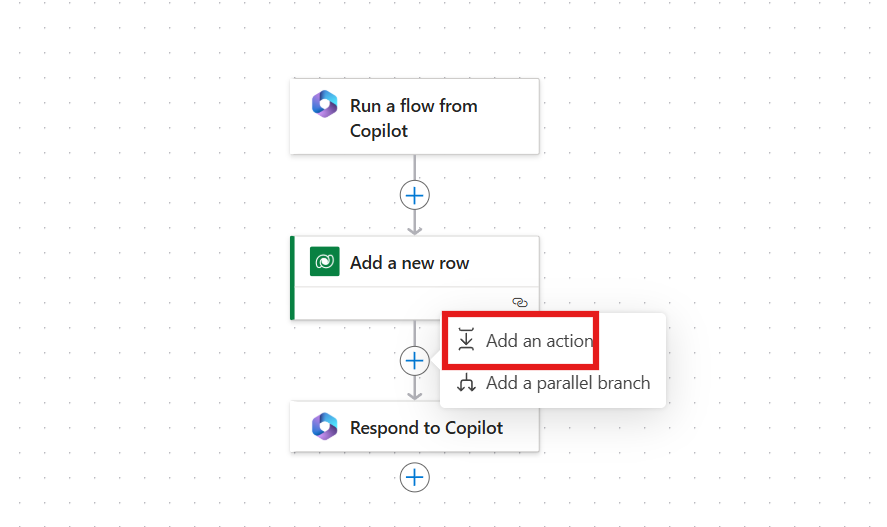 Run a flow from
Copilot
Add a new row
Add an action
Add a parallel branch
Respond to Copilot